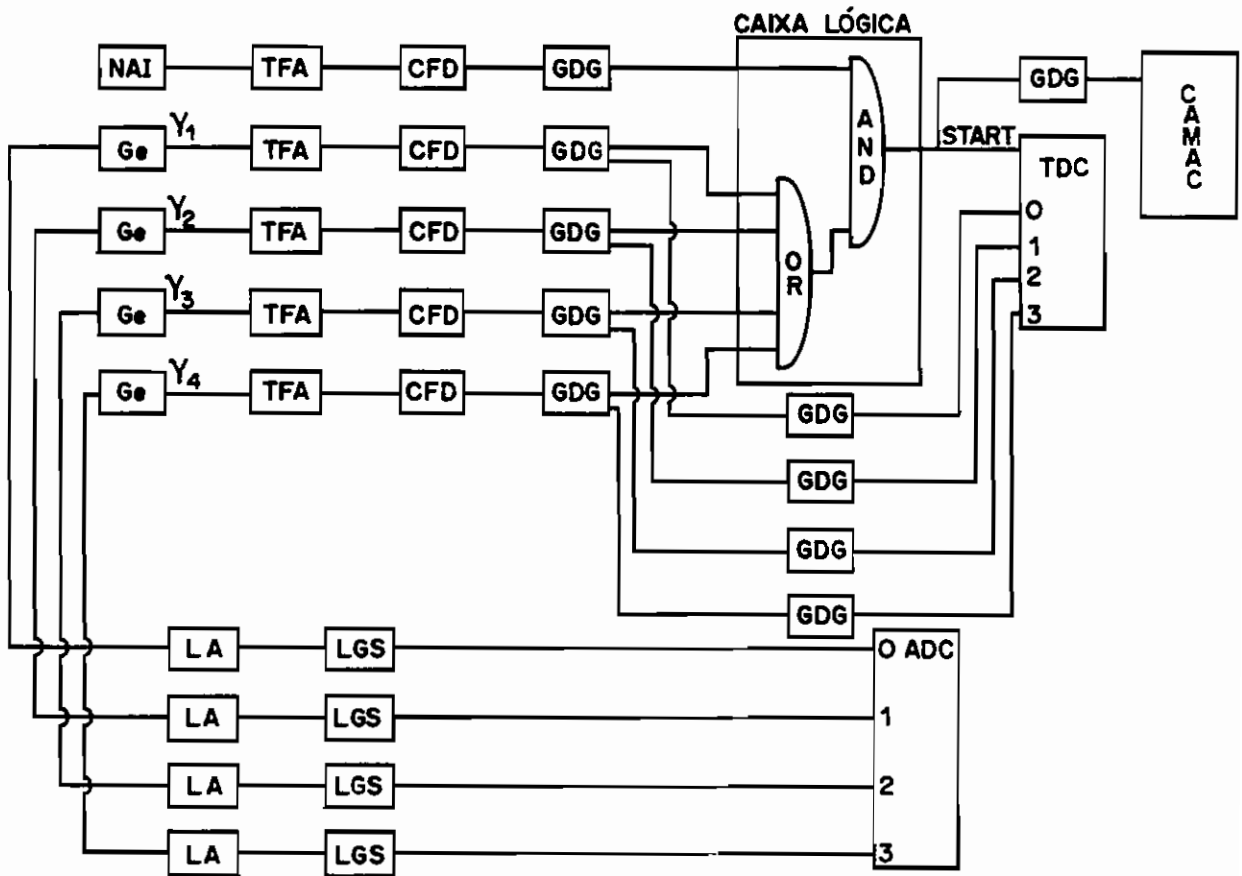 CAIXA LÓGICA
NAI TFA CFD GDG
GDG
CAMAC
Ge γ1 TFA CFD GDG
AND
START
TDC
Ge γ2 TFA CFD GDG
OR
0
1
2
3
Ge γ3 TFA CFD GDG
Ge γ4 TFA CFD GDG
GDG
GDG
GDG
GDG
LA LGS 0 ADC
LA LGS 1
LA LGS 2
LA LGS 3